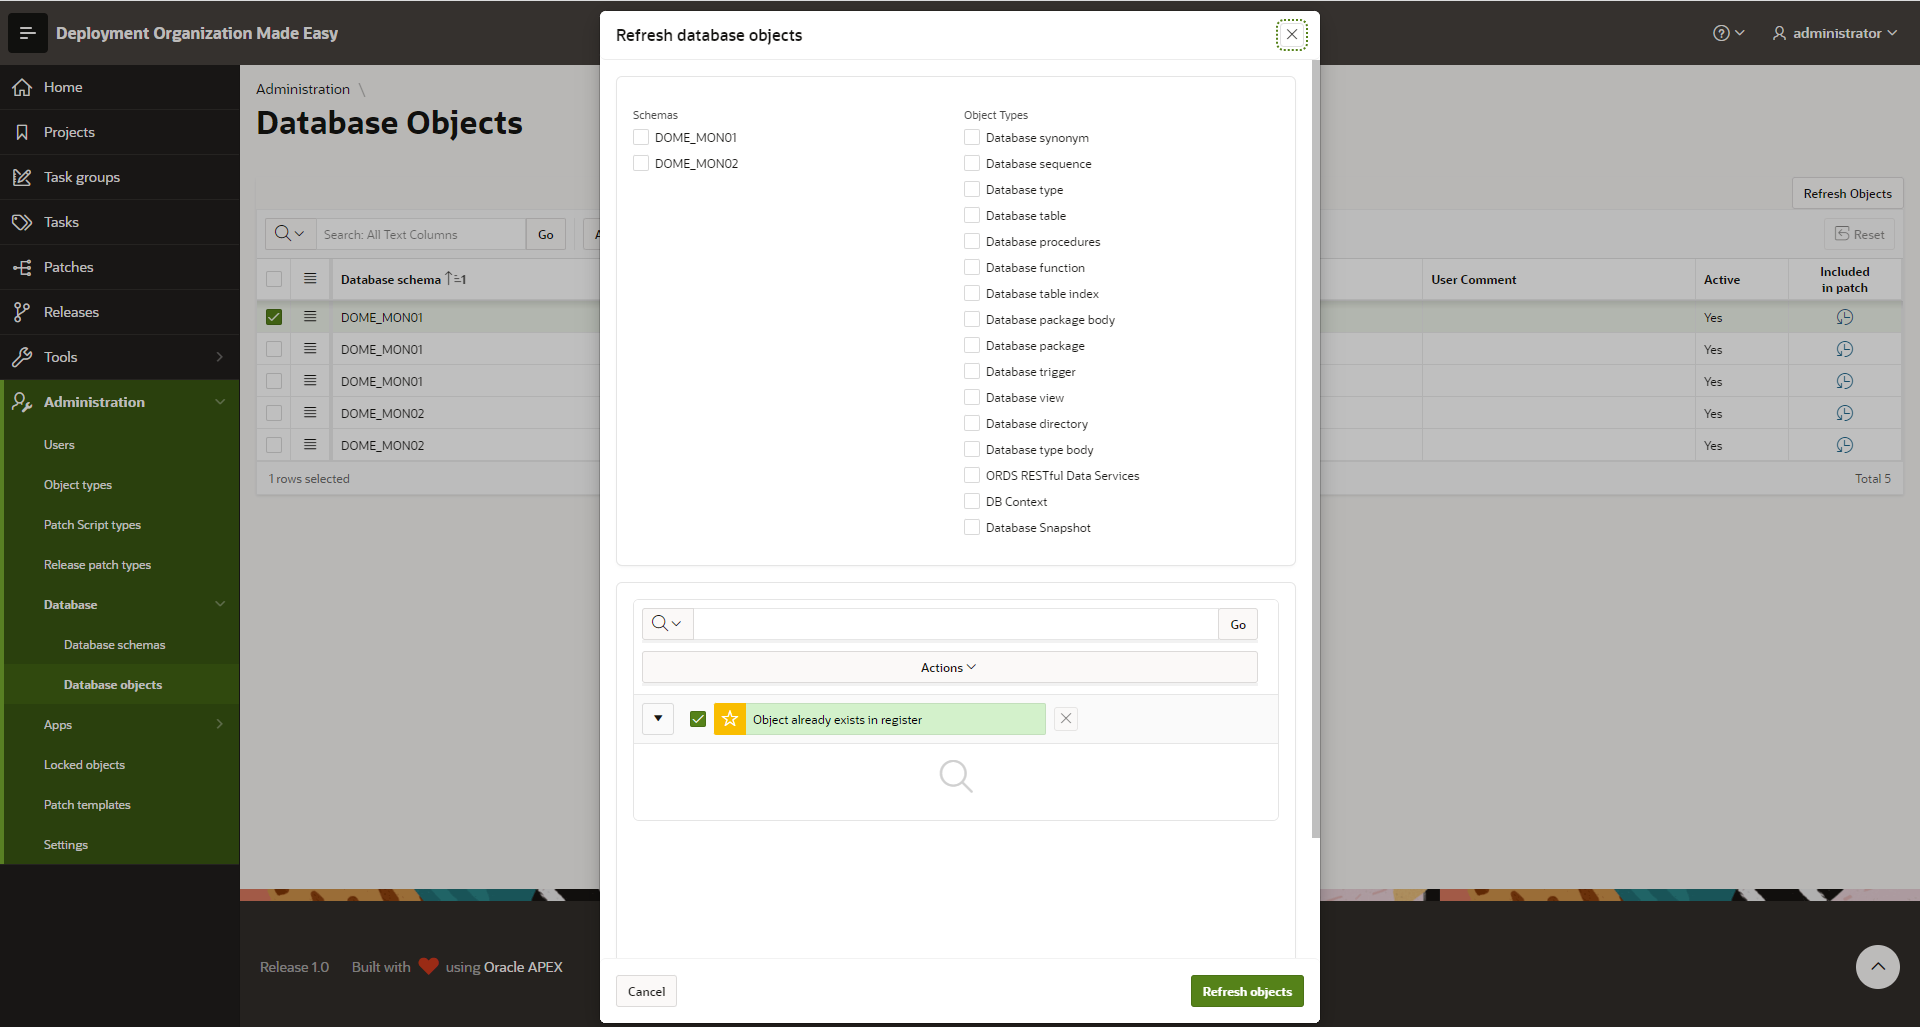 Deployment Organization Made Easy
administrator
Home
Projects
Task groups
Tasks
Patches
Releases
Tools
Administration
Users
Object types
Patch Script types
Release patch types
Database
Database schemas
Database objects
Apps
Locked objects
Patch templates
Settings
Administration \
Database Objects
Refresh Objects
Search: All Text Columns
Go
A
Reset
Database schema 1
User Comment
Active
Included
in patch
DOME_MON01
Yes
DOME_MON01
Yes
DOME_MON01
Yes
DOME_MON02
Yes
DOME_MON02
Yes
1 rows selected
Total 5
Release 1.0
Built with
using Oracle APEX
Refresh database objects
Schemas
DOME_MON01
DOME_MON02
Object Types
Database synonym
Database sequence
Database type
Database table
Database procedures
Database function
Database table index
Database package body
Database package
Database trigger
Database view
Database directory
Database type body
ORDS RESTful Data Services
DB Context
Database Snapshot
Go
Actions
Object already exists in register
Cancel
Refresh objects